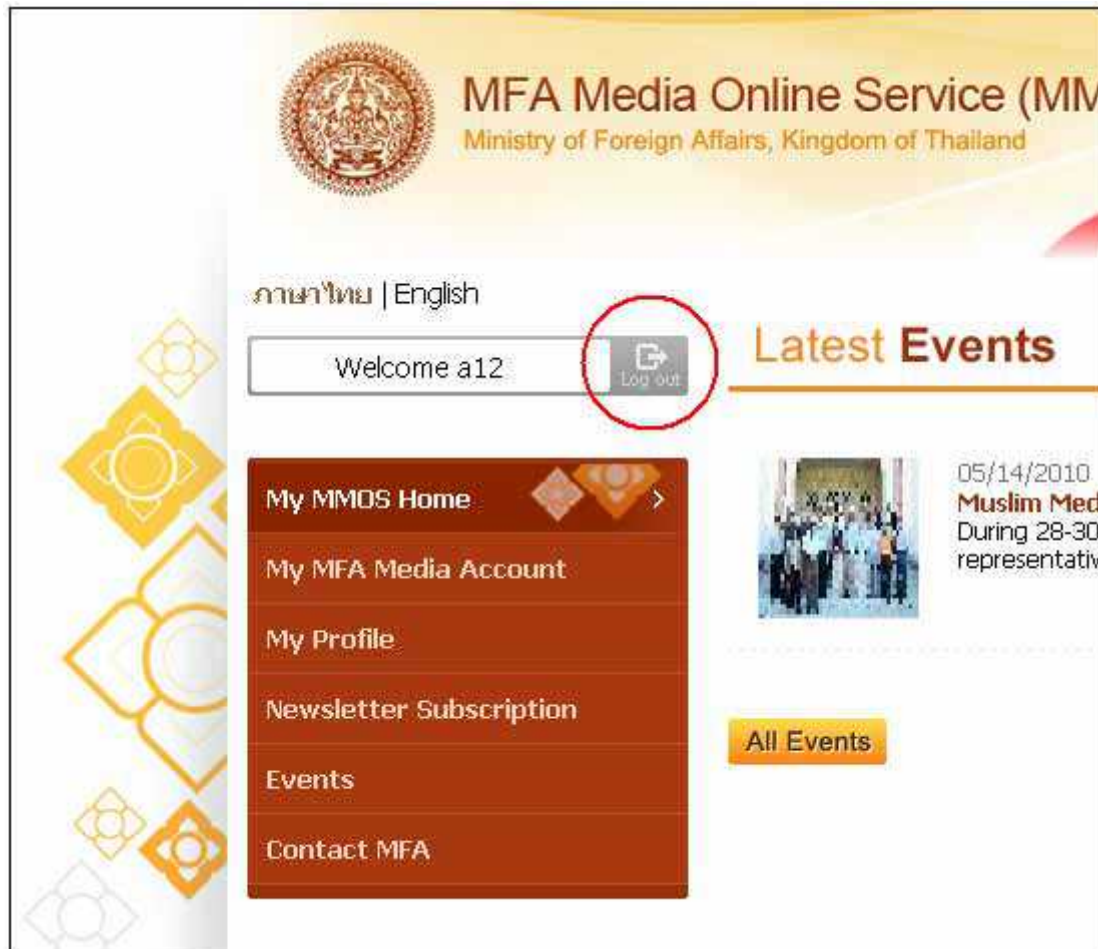 MFA Media Online Service (MM
Ministry of Foreign Affairs, Kingdom of Thailand
ภาษาไทย | English
Welcome a12
Log out
Latest Events
My MMOS Home
My MFA Media Account
My Profile
Newsletter Subscription
Events
Contact MFA
05/14/2010
Muslim Med
During 28-30
representativ
All Events